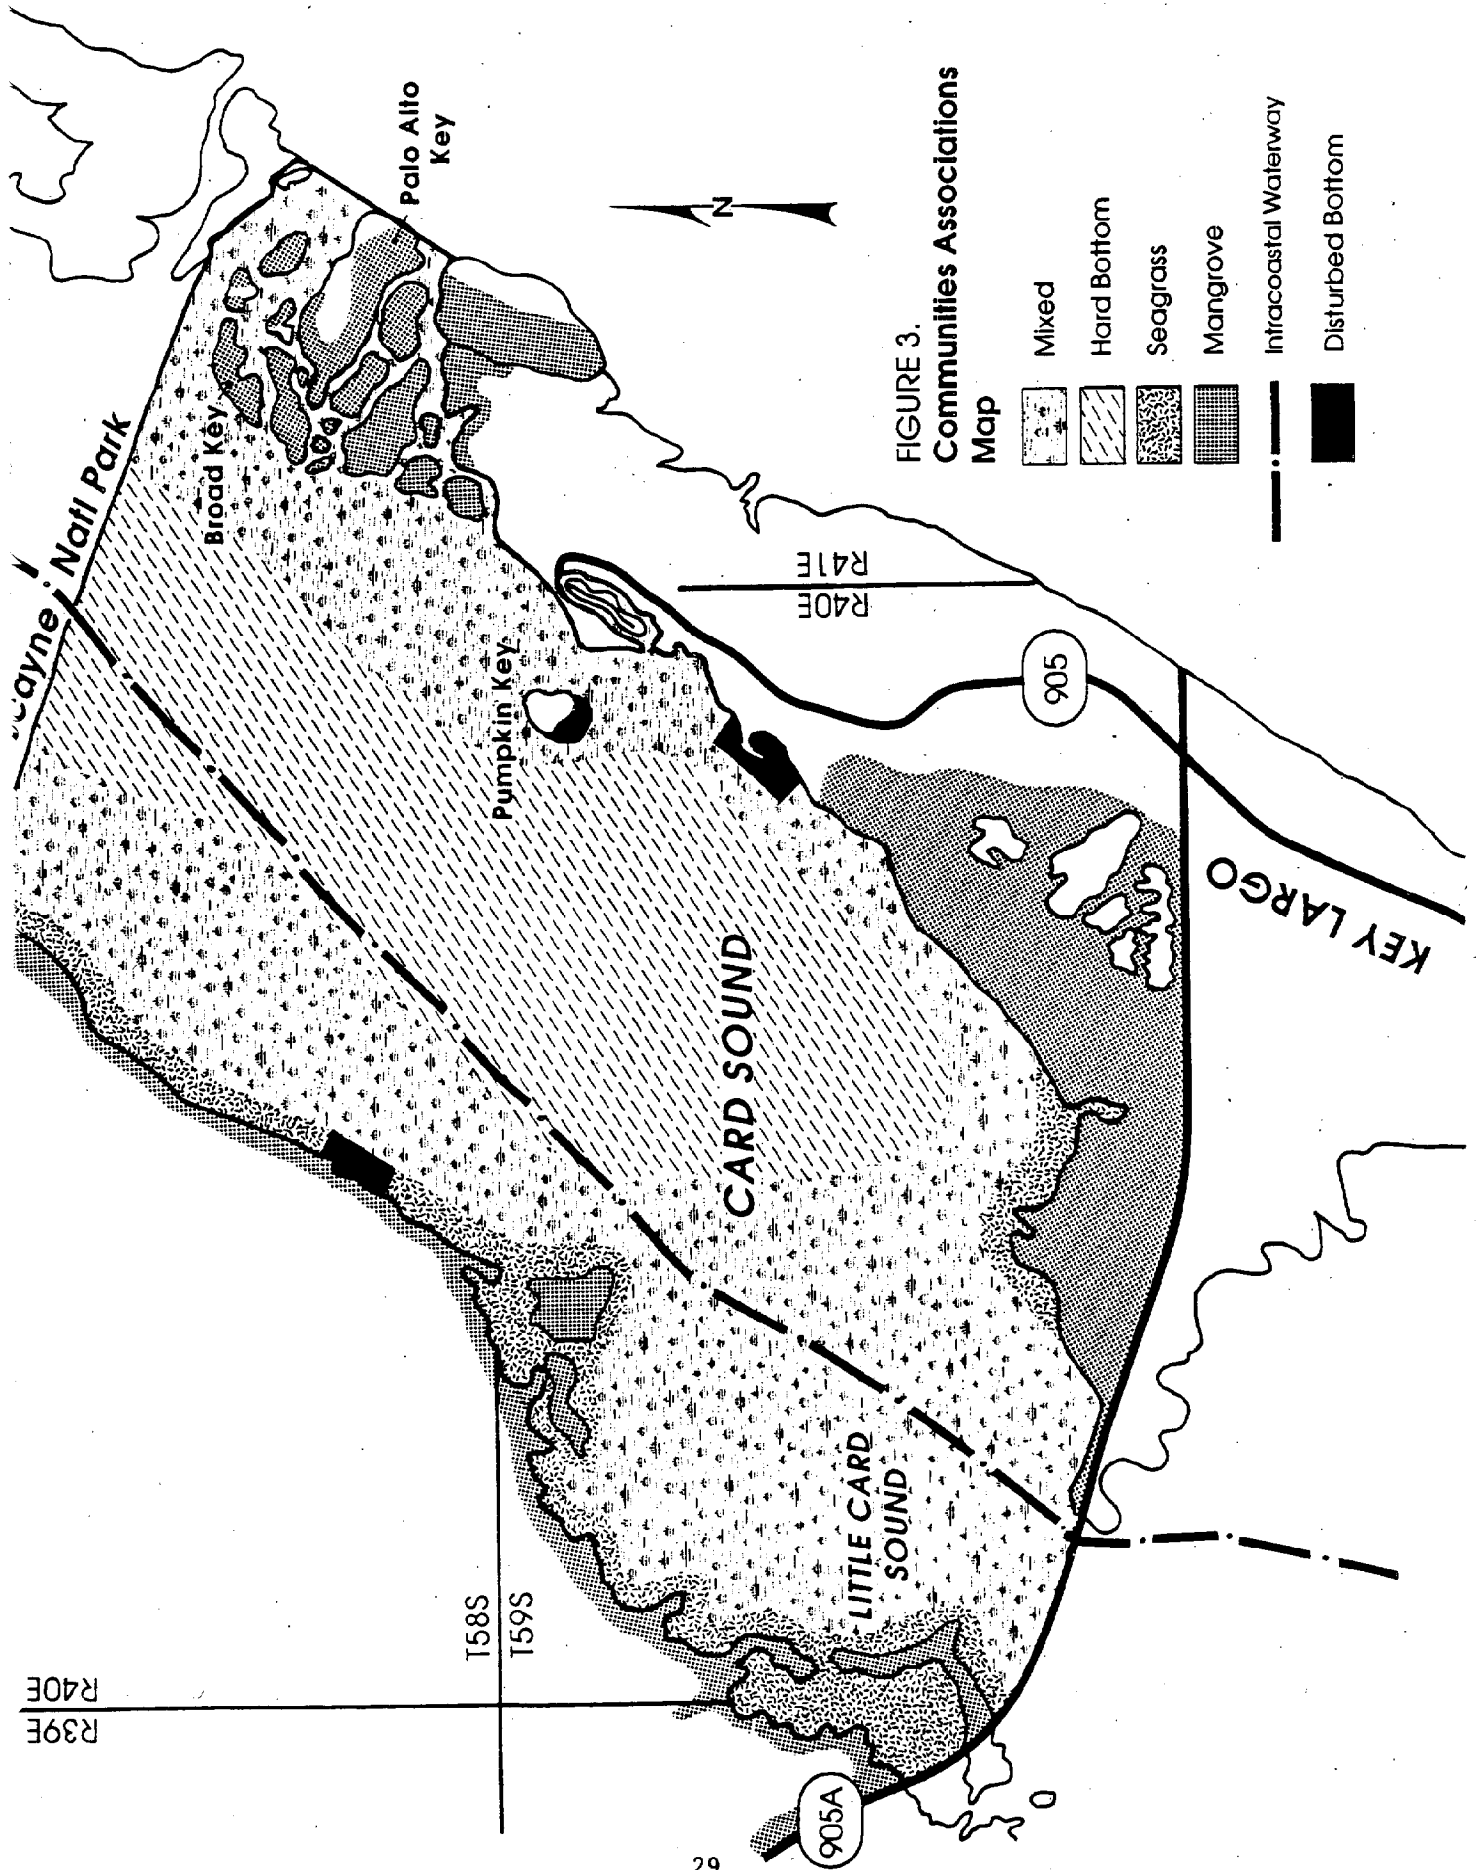 FIGURE 3.
Communities Associations
Map
Mixed
Hard Bottom
Seagrass
Mangrove
Intracoastal Waterway
Disturbed Bottom
N
Natl Park
Broad Key
Palo Alto
Key
Pumpkin Key
CARD SOUND
LITTLE CARD
SOUND
KEY LARGO
R41E
R40E
905
T58S
T59S
R40E
R39E
905A
29